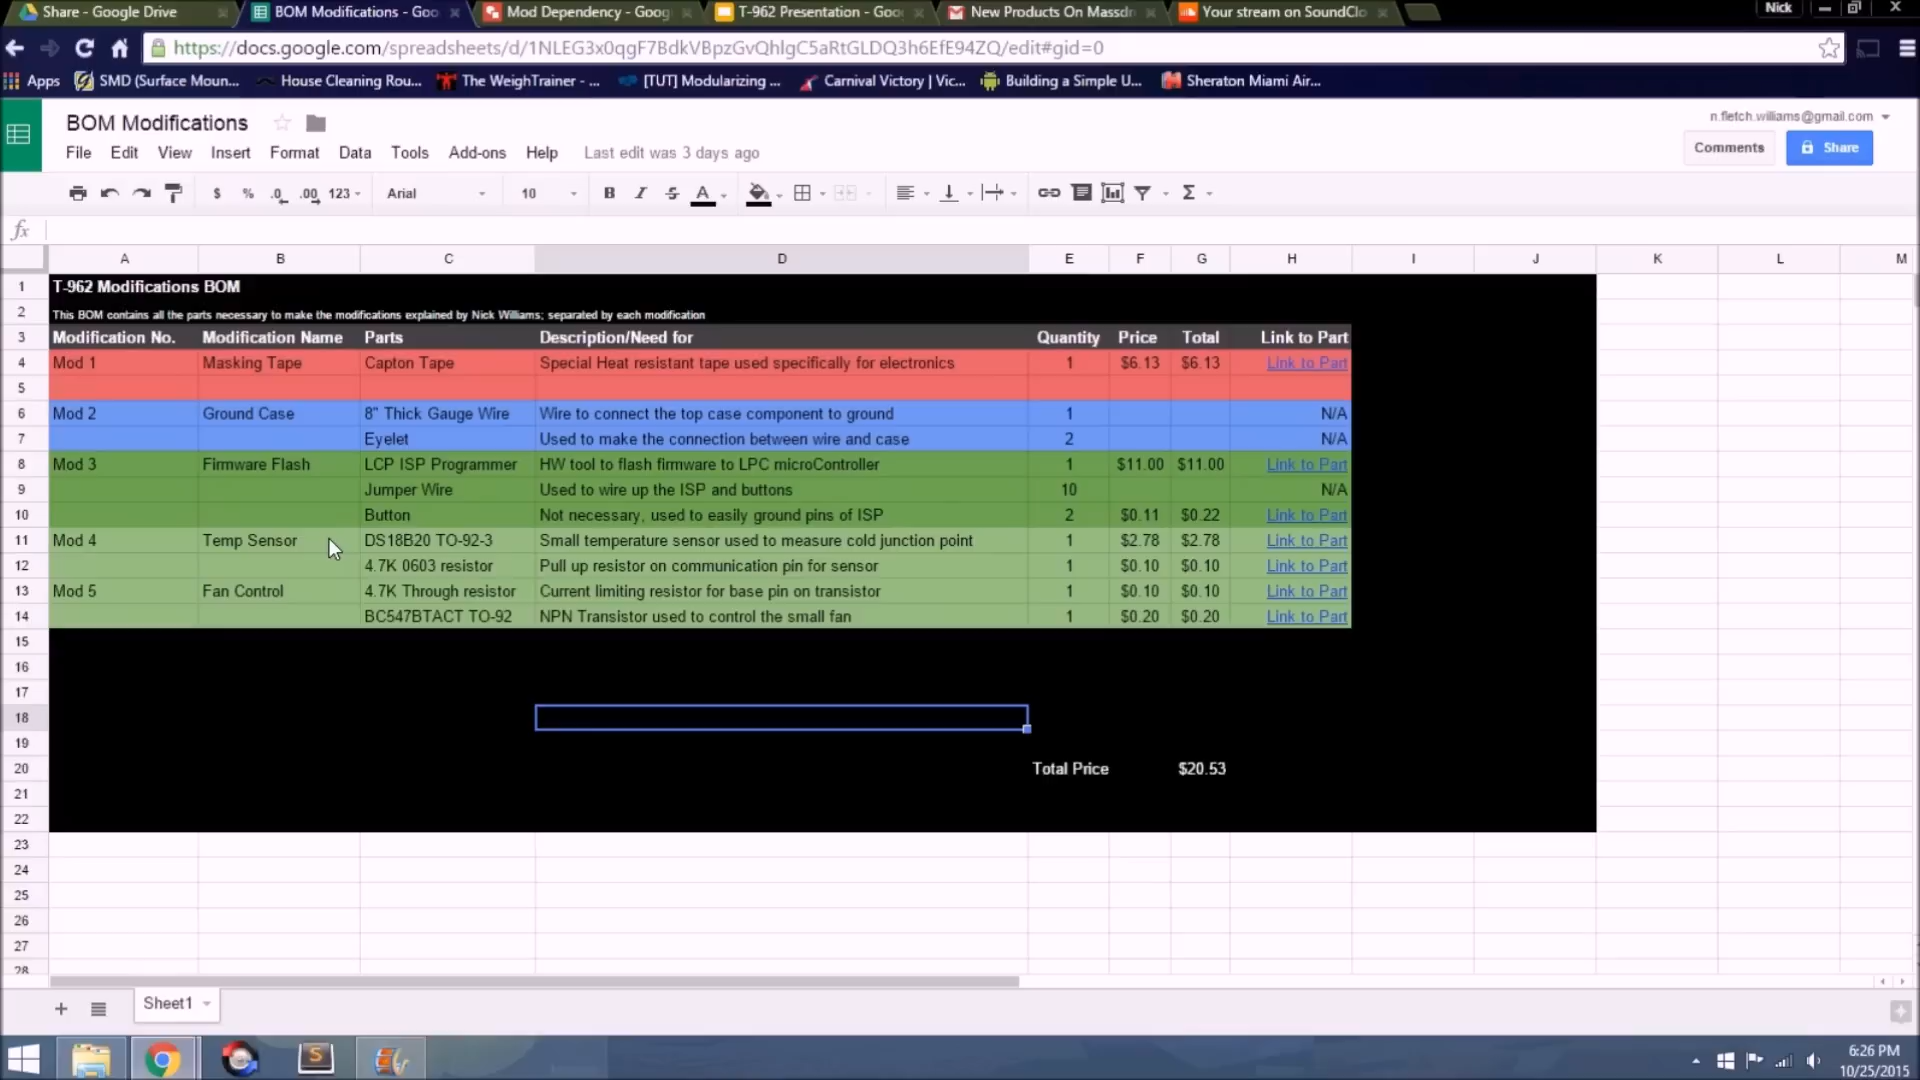 Share - Google Drive
BOM Modifications - Goo
Mod Dependency - Goog
T-962 Presentation - Goo
New Products On Massdr
Your stream on SoundClo
Nick
https://docs.google.com/spreadsheets/d/1NLEG3x0qgF7BdkVBpzGvQhlgC5aRtGLDQ3h6EfE94ZQ/edit#gid=0
Apps SMD (Surface Moun... House Cleaning Rou... The WeighTrainer - ... [TUT] Modularizing ... Carnival Victory | Vic... Building a Simple U... Sheraton Miami Air...
BOM Modifications
n.fletch.williams@gmail.com
File Edit View Insert Format Data Tools Add-ons Help Last edit was 3 days ago
Comments Share
$ % .0 .00 123 Arial 10 B I S A Σ
fx
A B C D E F G H I J K L M
1 T-962 Modifications BOM
2 This BOM contains all the parts necessary to make the modifications explained by Nick Williams; separated by each modification
3 Modification No. Modification Name Parts Description/Need for Quantity Price Total Link to Part
4 Mod 1 Masking Tape Capton Tape Special Heat resistant tape used specifically for electronics 1 $6.13 $6.13 Link to Part
5
6 Mod 2 Ground Case 8" Thick Gauge Wire Wire to connect the top case component to ground 1 N/A
7 Eyelet Used to make the connection between wire and case 2 N/A
8 Mod 3 Firmware Flash LCP ISP Programmer HW tool to flash firmware to LPC microController 1 $11.00 $11.00 Link to Part
9 Jumper Wire Used to wire up the ISP and buttons 10 N/A
10 Button Not necessary, used to easily ground pins of ISP 2 $0.11 $0.22 Link to Part
11 Mod 4 Temp Sensor DS18B20 TO-92-3 Small temperature sensor used to measure cold junction point 1 $2.78 $2.78 Link to Part
12 4.7K 0603 resistor Pull up resistor on communication pin for sensor 1 $0.10 $0.10 Link to Part
13 Mod 5 Fan Control 4.7K Through resistor Current limiting resistor for base pin on transistor 1 $0.10 $0.10 Link to Part
14 BC547BTACT TO-92 NPN Transistor used to control the small fan 1 $0.20 $0.20 Link to Part
15
16
17
18
19
20 Total Price $20.53
21
22
23
24
25
26
27
28
Sheet1
6:26 PM
10/25/2015